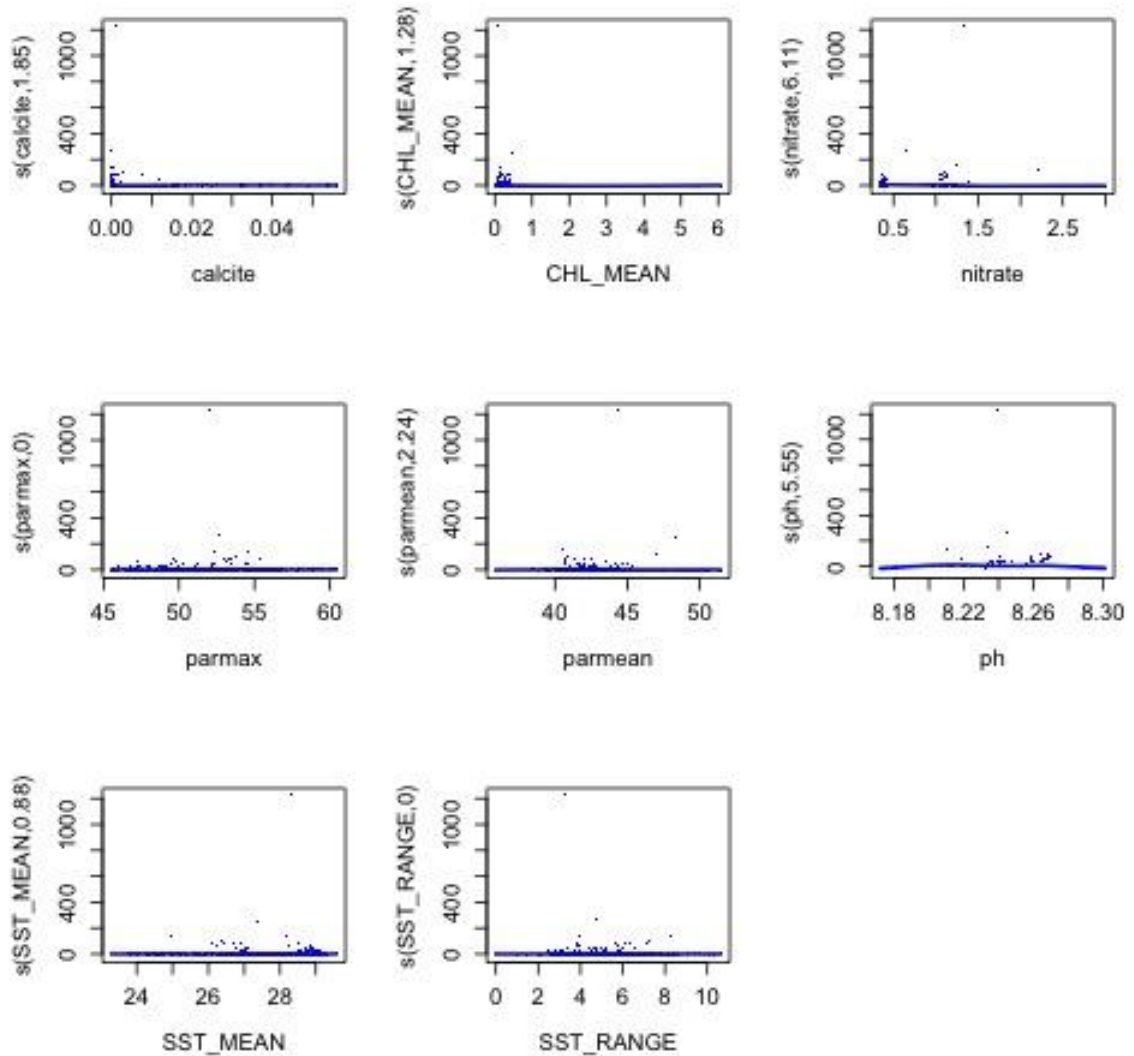 s(calcite,1.85)
0 400 1000
0.00 0.02 0.04
calcite
s(CHL_MEAN,1.28)
0 400 1000
0 1 2 3 4 5 6
CHL_MEAN
s(nitrate,6.11)
0 400 1000
0.5 1.5 2.5
nitrate
s(parmax,0)
0 400 1000
45 50 55 60
parmax
s(parmean,2.24)
0 400 1000
40 45 50
parmean
s(ph,5.55)
0 400 1000
8.18 8.22 8.26 8.30
ph
s(SST_MEAN,0.88)
0 400 1000
24 26 28
SST_MEAN
s(SST_RANGE,0)
0 400 1000
0 2 4 6 8 10
SST_RANGE